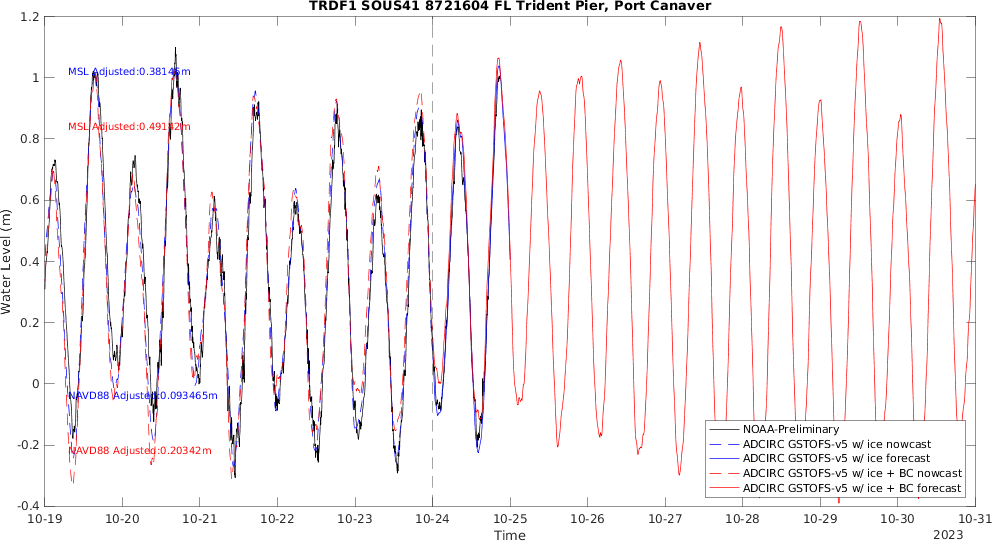 TRDF1 SOUS41 8721604 FL Trident Pier, Port Canaver
1.2
1
0.8
0.6
0.4
0.2
0
-0.2
-0.4
Water Level (m)
MSL Adjusted:0.38146m
MSL Adjusted:0.49142m
NAVD88 Adjusted:0.093465m
NAVD88 Adjusted:0.20342m
NOAA-Preliminary
ADCIRC GSTOFS-v5 w/ ice nowcast
ADCIRC GSTOFS-v5 w/ ice forecast
ADCIRC GSTOFS-v5 w/ ice + BC nowcast
ADCIRC GSTOFS-v5 w/ ice + BC forecast
10-19 10-20 10-21 10-22 10-23 10-24 10-25 10-26 10-27 10-28 10-29 10-30 10-31
Time
2023